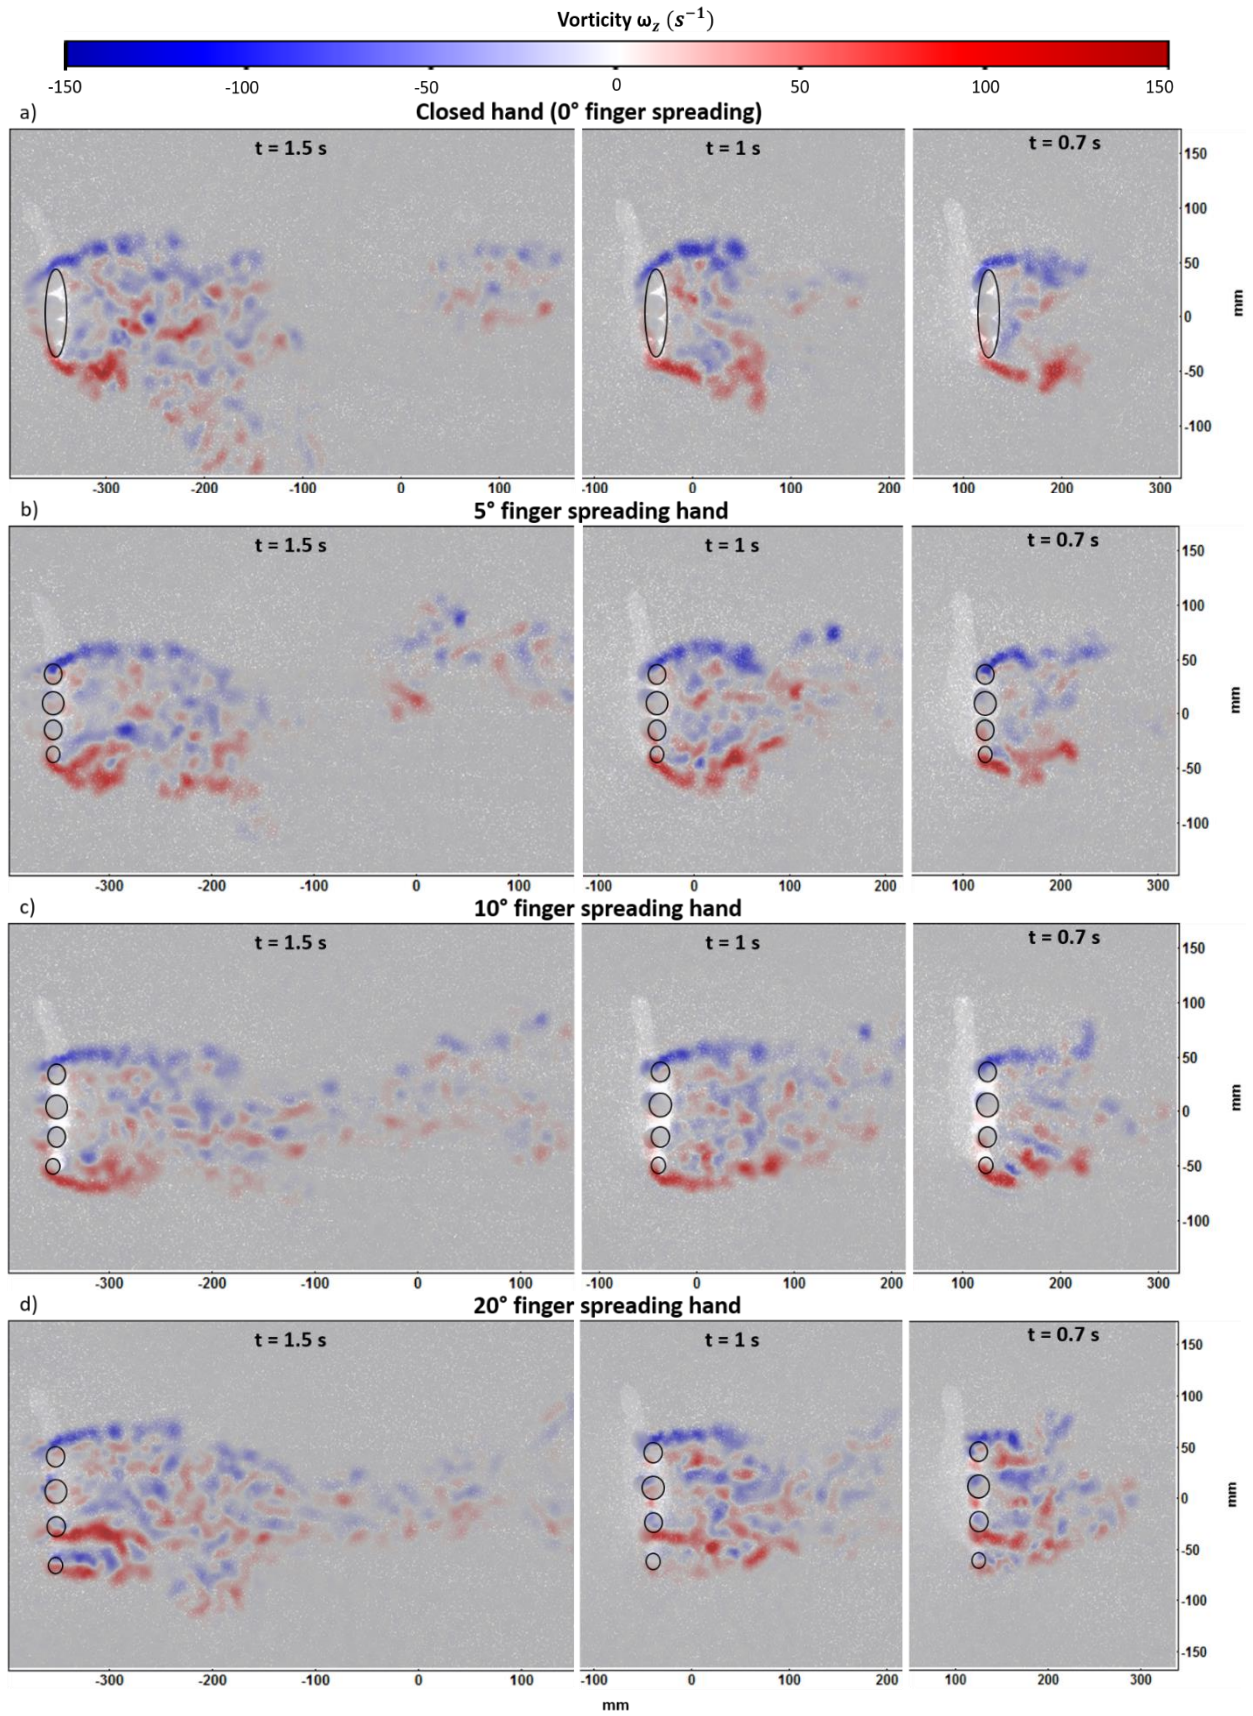 Vorticity ω_z (s⁻¹)
-150 -100 -50 0 50 100 150
a) Closed hand (0° finger spreading)
t = 1.5 s t = 1 s t = 0.7 s
150
100
50
0
-50
-100
mm
-300 -200 -100 0 100 -100 0 100 200 100 200 300
b) 5° finger spreading hand
t = 1.5 s t = 1 s t = 0.7 s
150
100
50
0
-50
-100
mm
-300 -200 -100 0 100 -100 0 100 200 100 200 300
c) 10° finger spreading hand
t = 1.5 s t = 1 s t = 0.7 s
150
100
50
0
-50
-100
mm
-300 -200 -100 0 100 -100 0 100 200 100 200 300
d) 20° finger spreading hand
t = 1.5 s t = 1 s t = 0.7 s
150
100
50
0
-50
-100
-150
mm
-300 -200 -100 0 100 -100 0 100 200 100 200 300
mm